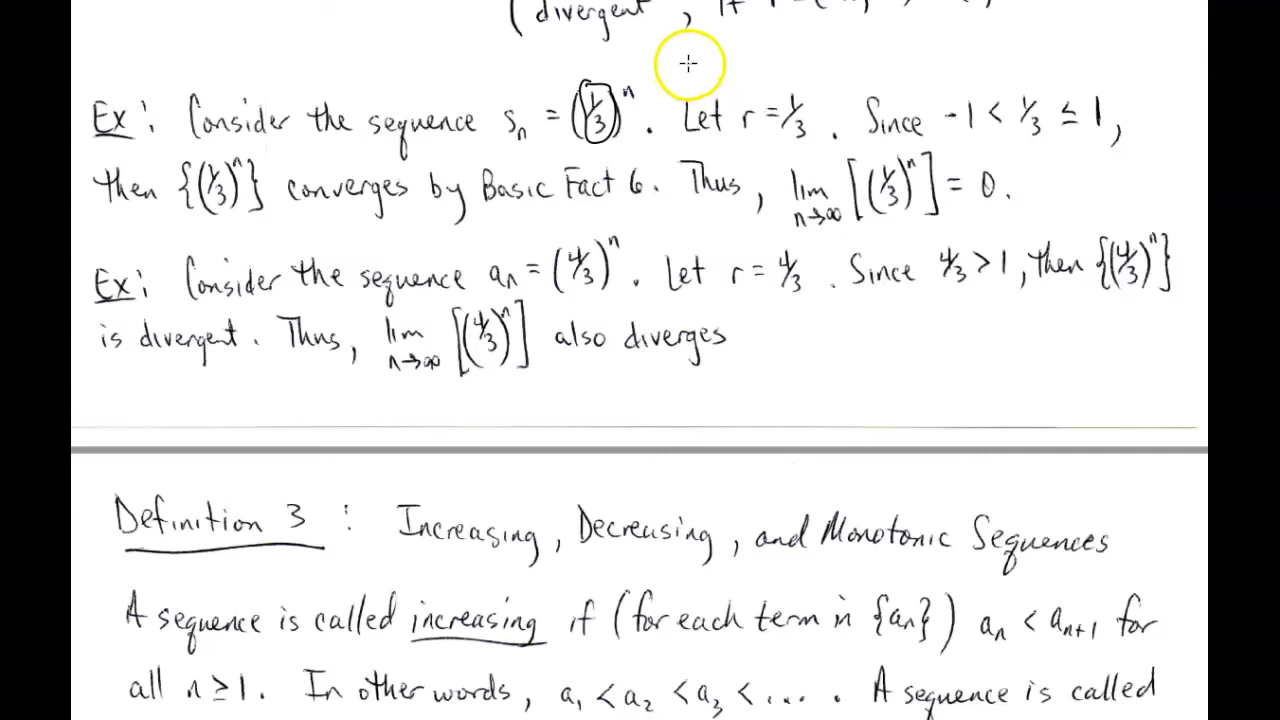 (divergent, if r
Ex: Consider the sequence sₙ = (1/3)ⁿ. Let r = 1/3. Since -1 < 1/3 ≤ 1,
then {(1/3)ⁿ} converges by Basic Fact 6. Thus, lim n→∞ [(1/3)ⁿ] = 0.
Ex: Consider the sequence aₙ = (4/3)ⁿ. Let r = 4/3. Since 4/3 > 1, then {(4/3)ⁿ}
is divergent. Thus, lim n→∞ [(4/3)ⁿ] also diverges
Definition 3 : Increasing, Decreasing, and Monotonic Sequences
A sequence is called increasing if (for each term in {aₙ}) aₙ < aₙ₊₁ for
all n ≥ 1. In other words, a₁ < a₂ < a₃ < .... A sequence is called